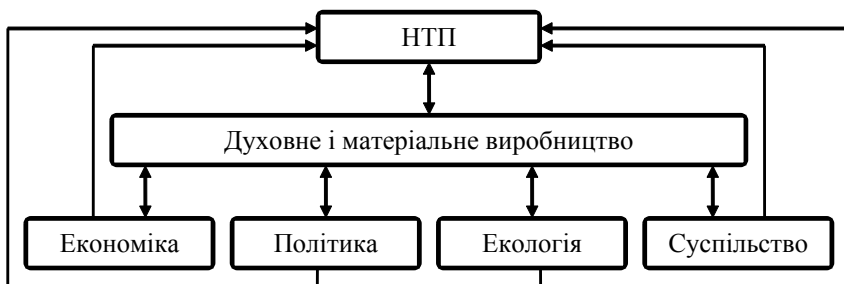 НТП
Духовне і матеріальне виробництво
Економіка
Політика
Екологія
Суспільство